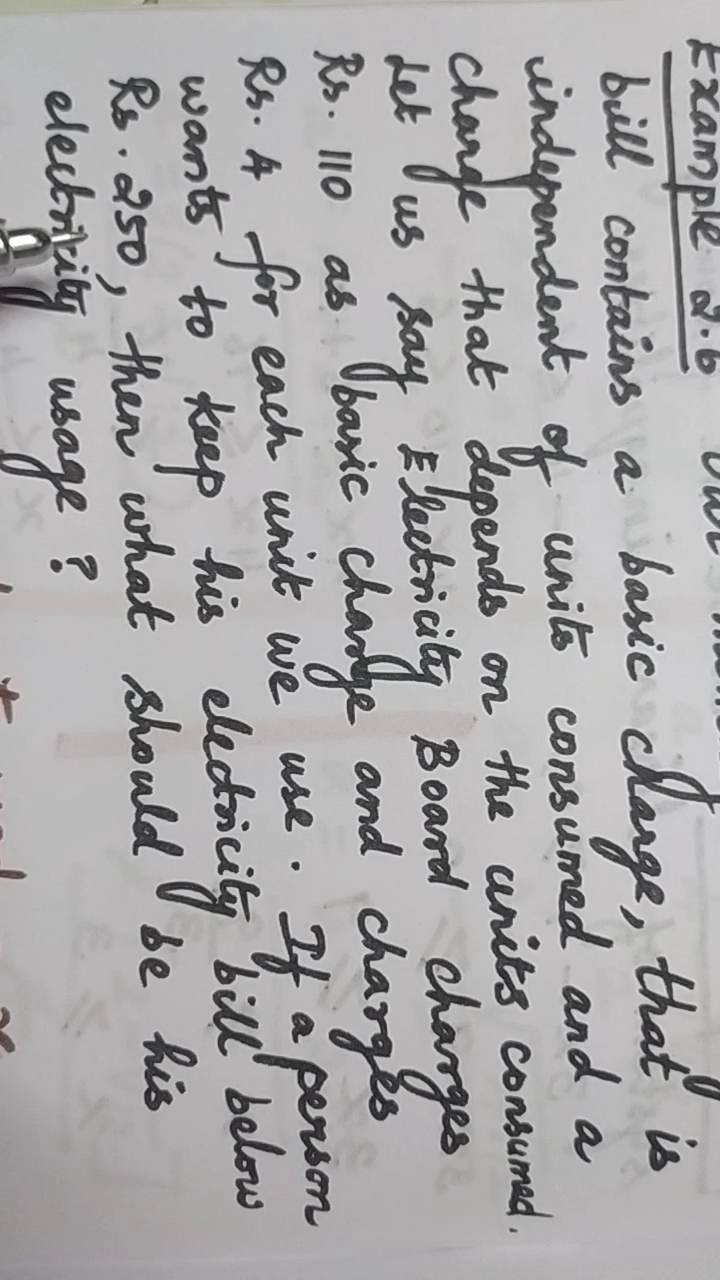 Example 2.6 Our
bill contains a basic charge, that is
independent of units consumed and a
charge that depends on the units consumed.
Let us say Electricity Board charges
Rs. 110 as basic charge and charges
Rs. 4 for each unit we use. If a person
wants to keep his electricity bill below
Rs. 250, then what should be his
electricity usage?